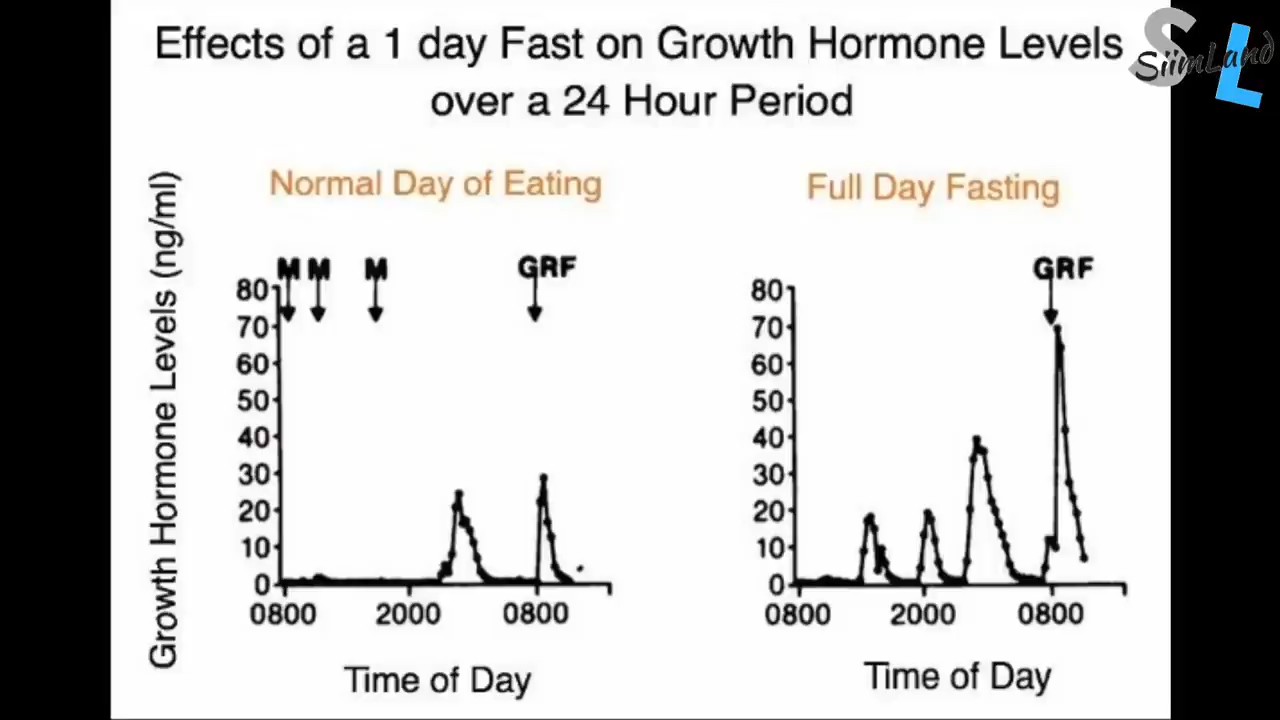 Effects of a 1 day Fast on Growth Hormone Levels
over a 24 Hour Period
SL
SiimLand
Growth Hormone Levels (ng/ml)
Normal Day of Eating
M M M GRF
80
70
60
50
40
30
20
10
0
0800 2000 0800
Time of Day
Full Day Fasting
GRF
80
70
60
50
40
30
20
10
0
0800 2000 0800
Time of Day